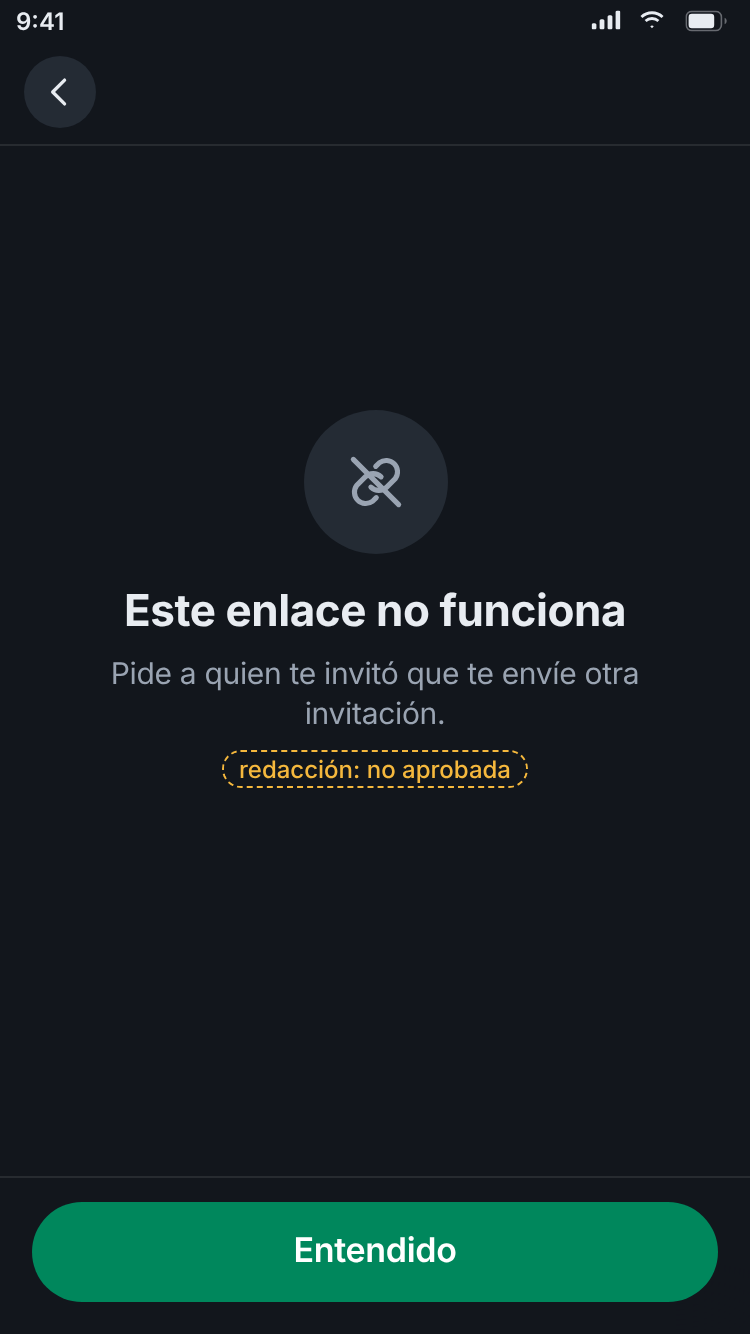 9:41
Este enlace no funciona
Pide a quien te invitó que te envíe otra
invitación.
redacción: no aprobada
Entendido